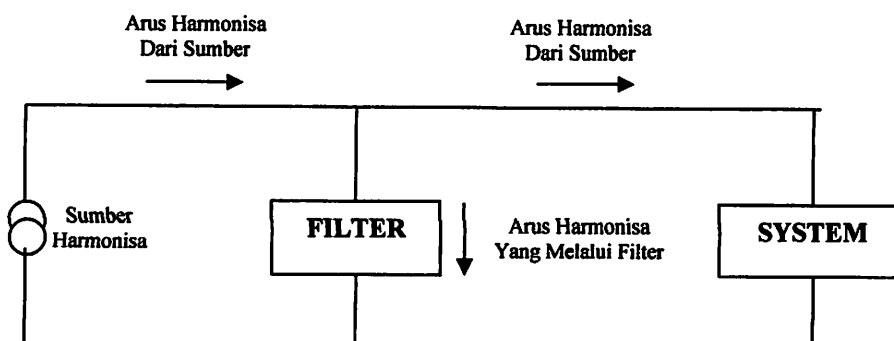 Arus Harmonisa
Dari Sumber
Arus Harmonisa
Dari Sumber
Sumber
Harmonisa
FILTER
Arus Harmonisa
Yang Melalui Filter
SYSTEM